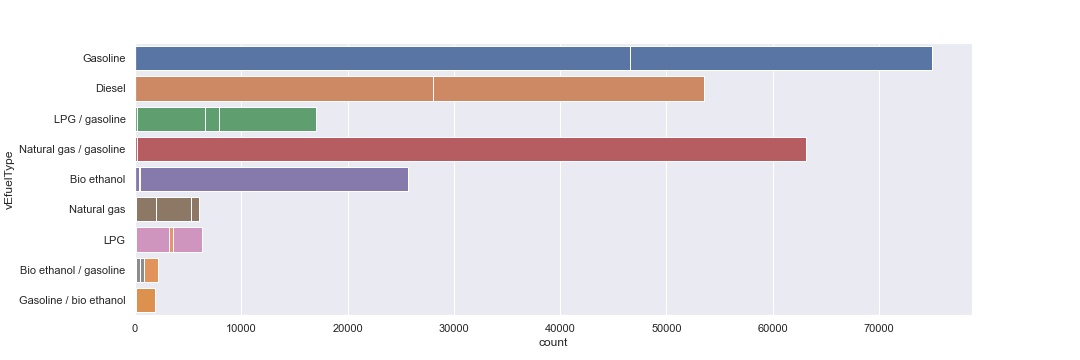 Gasoline
Diesel
LPG / gasoline
Natural gas / gasoline
Bio ethanol
Natural gas
LPG
Bio ethanol / gasoline
Gasoline / bio ethanol
vEfuelType
0 10000 20000 30000 40000 50000 60000 70000
count